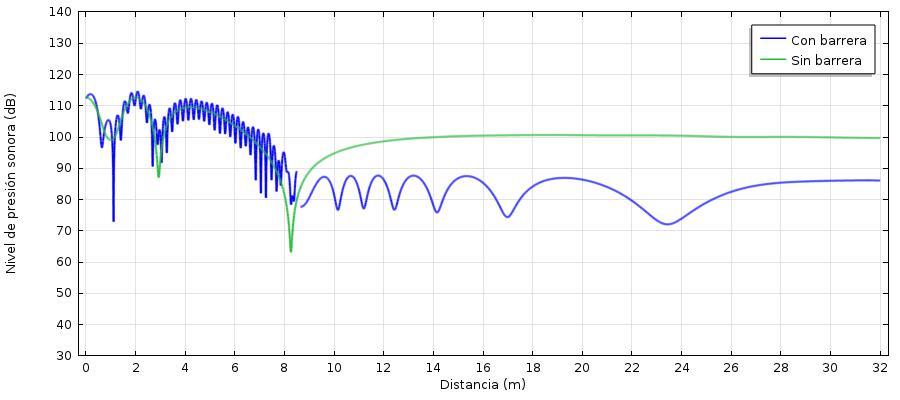 Nivel de presión sonora (dB)
140
130
120
110
100
90
80
70
60
50
40
30
Con barrera
Sin barrera
0 2 4 6 8 10 12 14 16 18 20 22 24 26 28 30 32
Distancia (m)